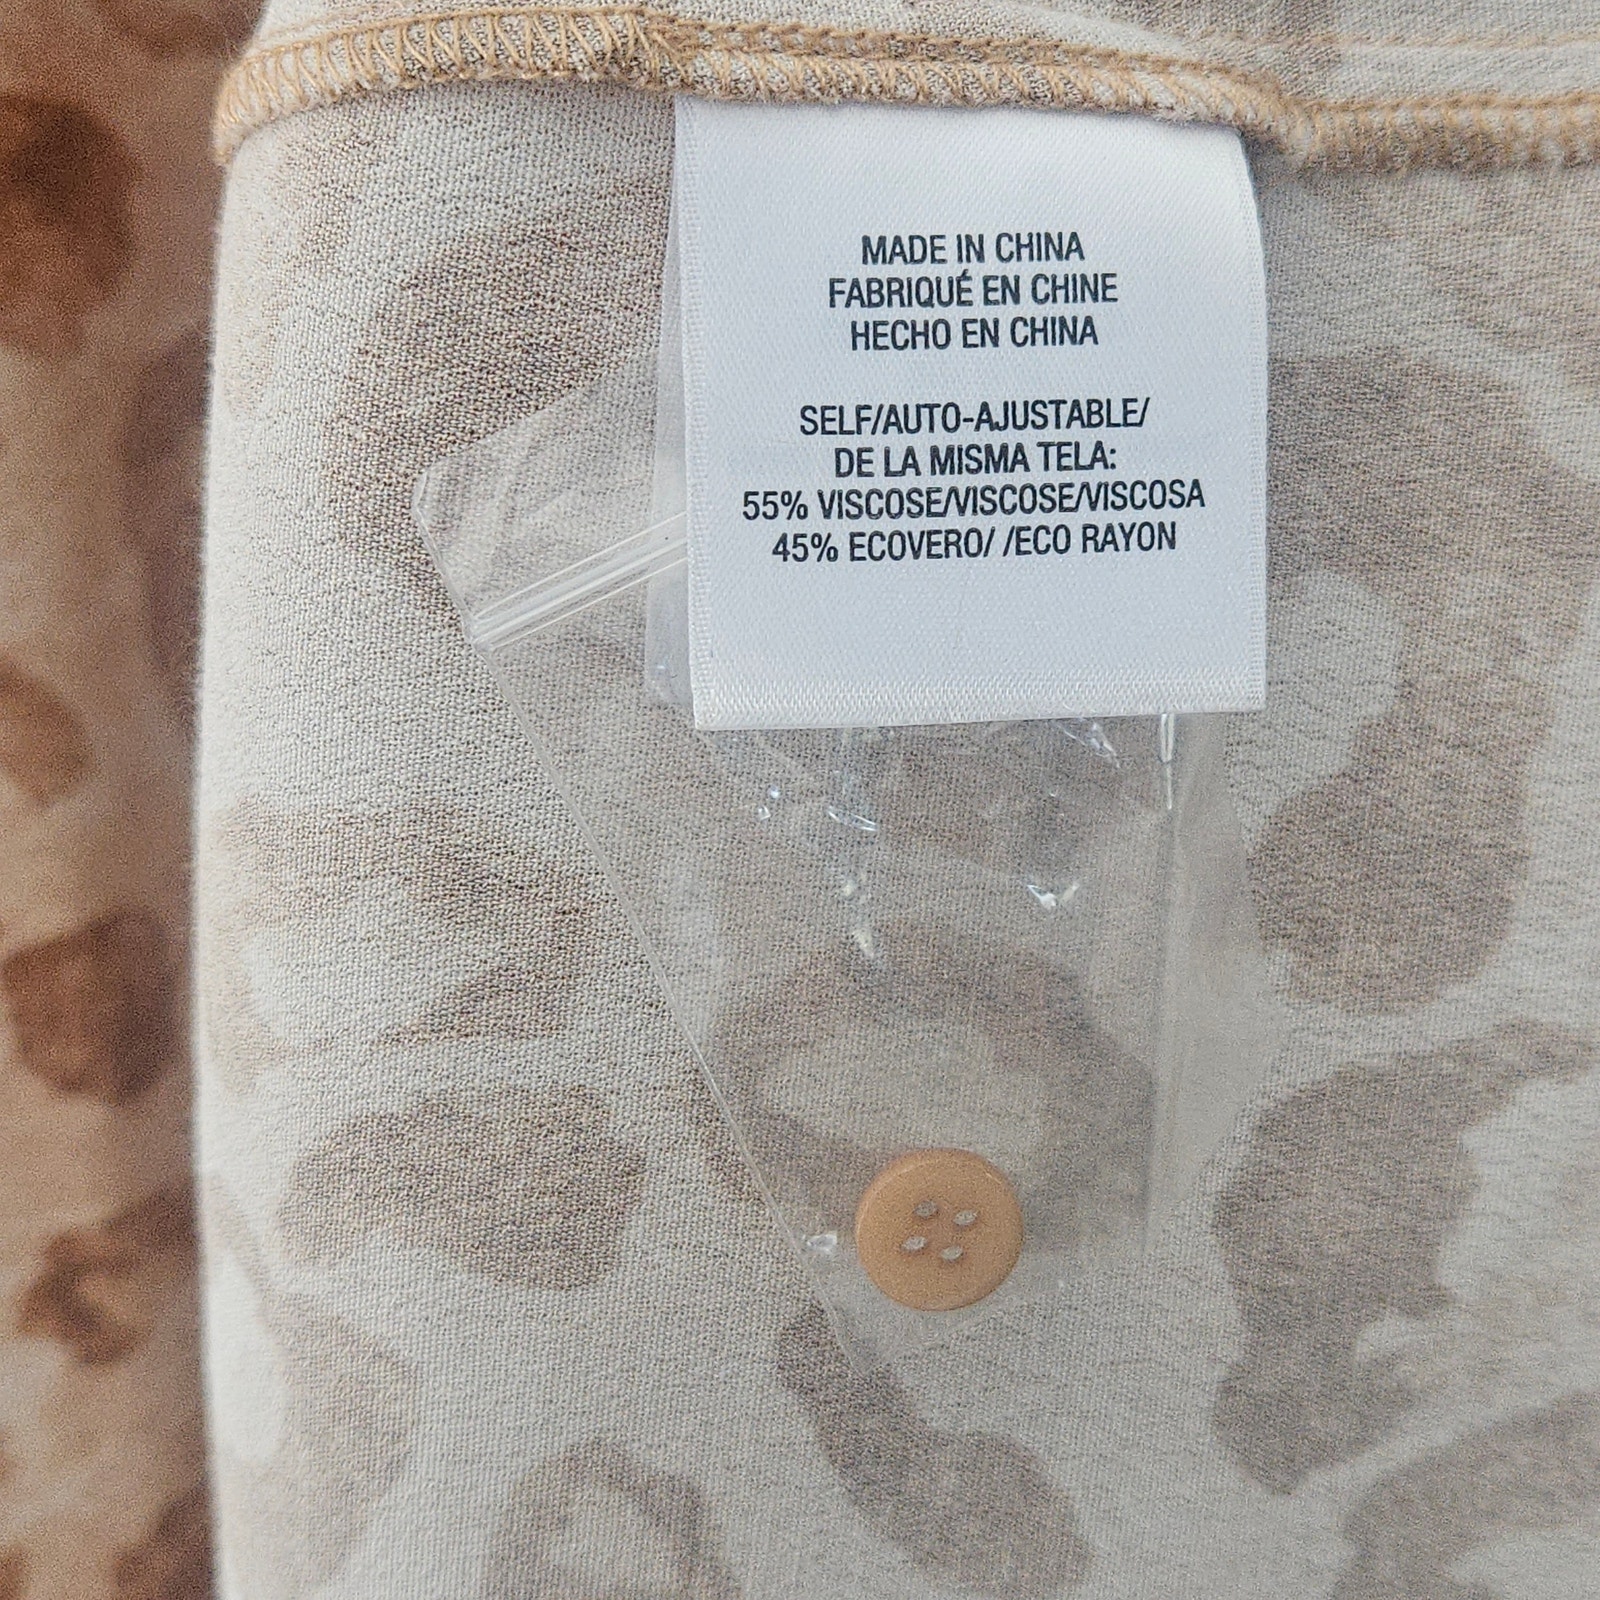 MADE IN CHINA
FABRIQUÉ EN CHINE
HECHO EN CHINA
SELF/AUTO-AJUSTABLE/
DE LA MISMA TELA:
55% VISCOSE/VISCOSE/VISCOSA
45% ECOVERO/ /ECO RAYON